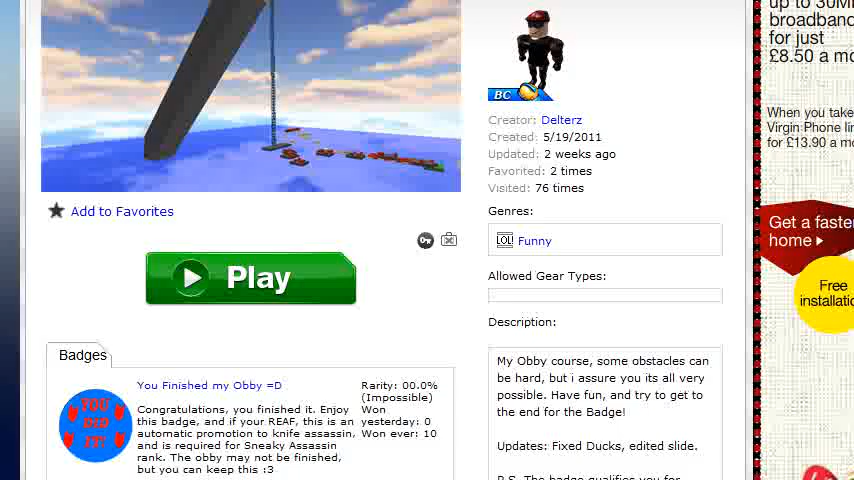 BC
Creator: Delterz
Created: 5/19/2011
Updated: 2 weeks ago
Favorited: 2 times
Visited: 76 times
Add to Favorites
Genres:
LOL! Funny
Allowed Gear Types:
Play
Description:
My Obby course, some obstacles can
be hard, but i assure you its all very
possible. Have fun, and try to get to
the end for the Badge!
Updates: Fixed Ducks, edited slide.
P.S. The badge qualifies you for
Badges
YOU
DID
IT!
You Finished my Obby =D
Congratulations, you finished it. Enjoy
this badge, and if your REAF, this is an
automatic promotion to knife assassin,
and is required for Sneaky Assassin
rank. The obby may not be finished,
but you can keep this :3
Rarity: 00.0%
(Impossible)
Won
yesterday: 0
Won ever: 10
up to 30M
broadband
for just
£8.50 a mo
When you take
Virgin Phone lin
for £13.90 a mo
Get a faster
home
Free
installatio